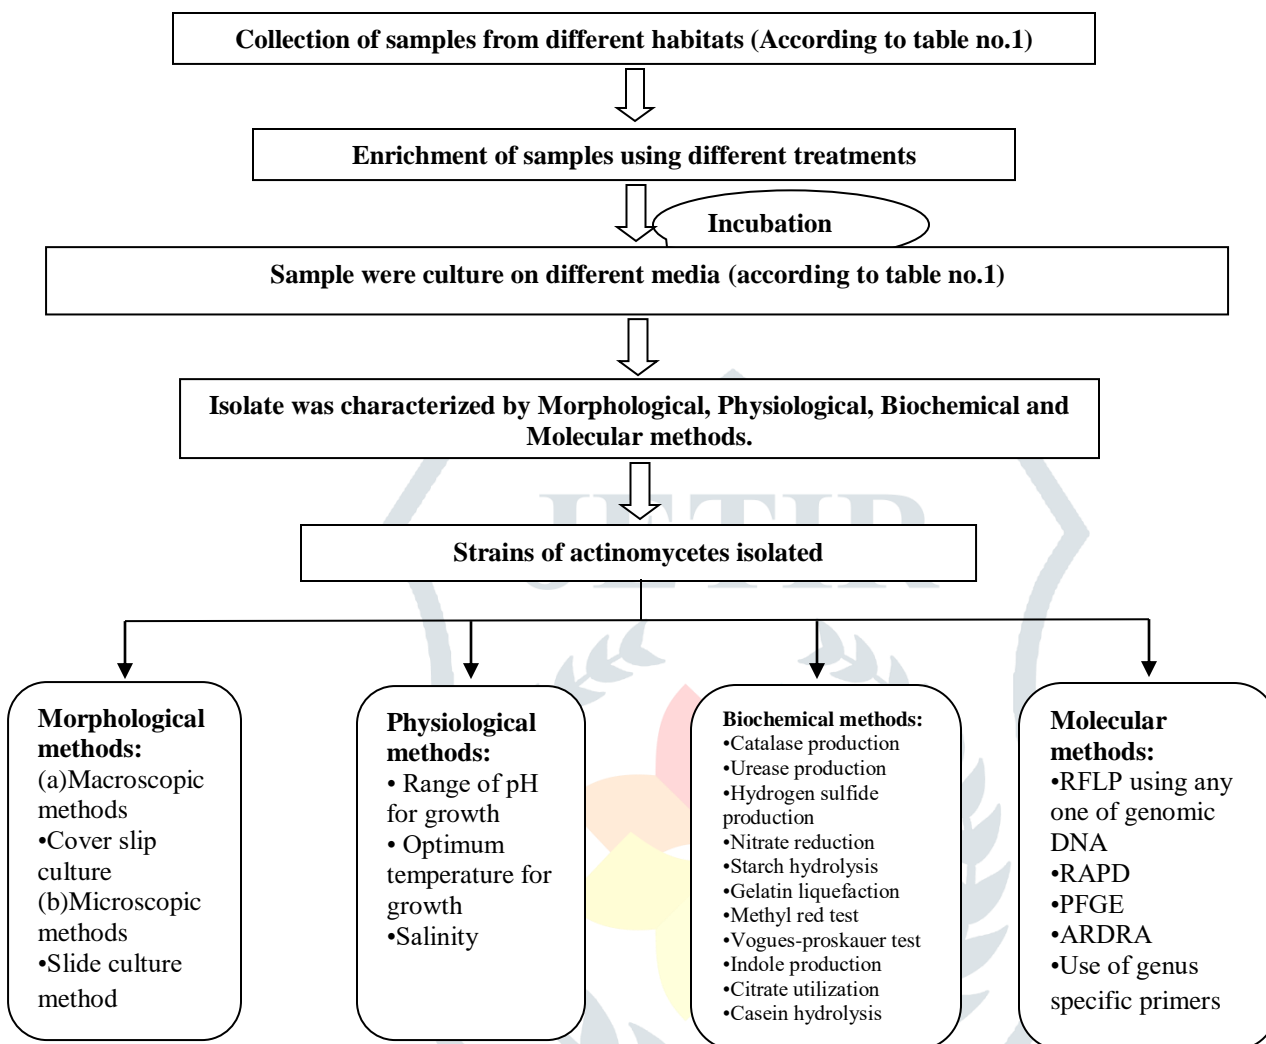 Collection of samples from different habitats (According to table no.1)
Enrichment of samples using different treatments
Incubation
Sample were culture on different media (according to table no.1)
Isolate was characterized by Morphological, Physiological, Biochemical and
Molecular methods.
JETIR
Strains of actinomycetes isolated
Morphological
methods:
(a)Macroscopic
methods
•Cover slip
culture
(b)Microscopic
methods
•Slide culture
method
Physiological
methods:
• Range of pH
for growth
• Optimum
temperature for
growth
•Salinity
Biochemical methods:
•Catalase production
•Urease production
•Hydrogen sulfide
production
•Nitrate reduction
•Starch hydrolysis
•Gelatin liquefaction
•Methyl red test
•Vogues-proskauer test
•Indole production
•Citrate utilization
•Casein hydrolysis
Molecular
methods:
•RFLP using any
one of genomic
DNA
•RAPD
•PFGE
•ARDRA
•Use of genus
specific primers